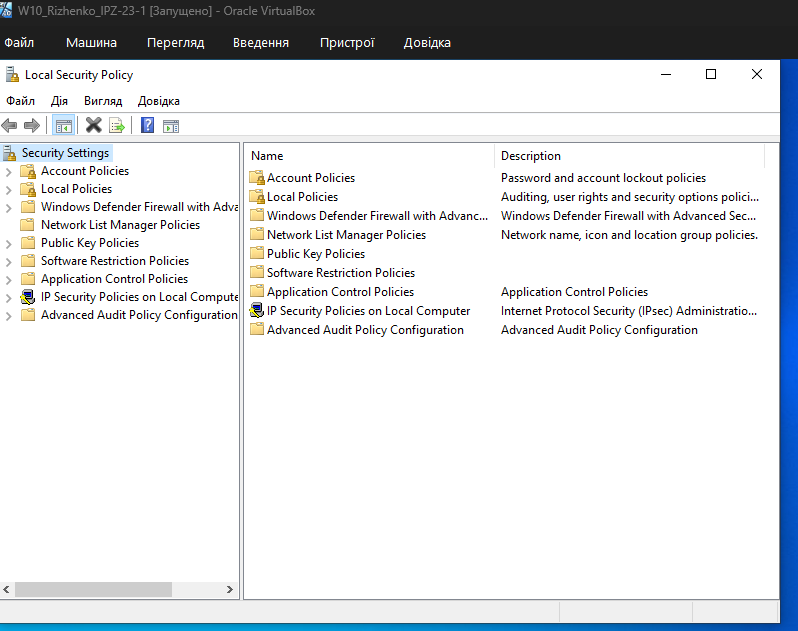 W10_Rizhenko_IPZ-23-1 [Запущено] - Oracle VirtualBox
Файл Машина Перегляд Введення Пристрої Довідка
Local Security Policy
Файл Дія Вигляд Довідка
Security Settings
Account Policies
Local Policies
Windows Defender Firewall with Adva
Network List Manager Policies
Public Key Policies
Software Restriction Policies
Application Control Policies
IP Security Policies on Local Compute
Advanced Audit Policy Configuration
Name Description
Account Policies Password and account lockout policies
Local Policies Auditing, user rights and security options polici...
Windows Defender Firewall with Advanc... Windows Defender Firewall with Advanced Sec...
Network List Manager Policies Network name, icon and location group policies.
Public Key Policies
Software Restriction Policies
Application Control Policies Application Control Policies
IP Security Policies on Local Computer Internet Protocol Security (IPsec) Administratio...
Advanced Audit Policy Configuration Advanced Audit Policy Configuration